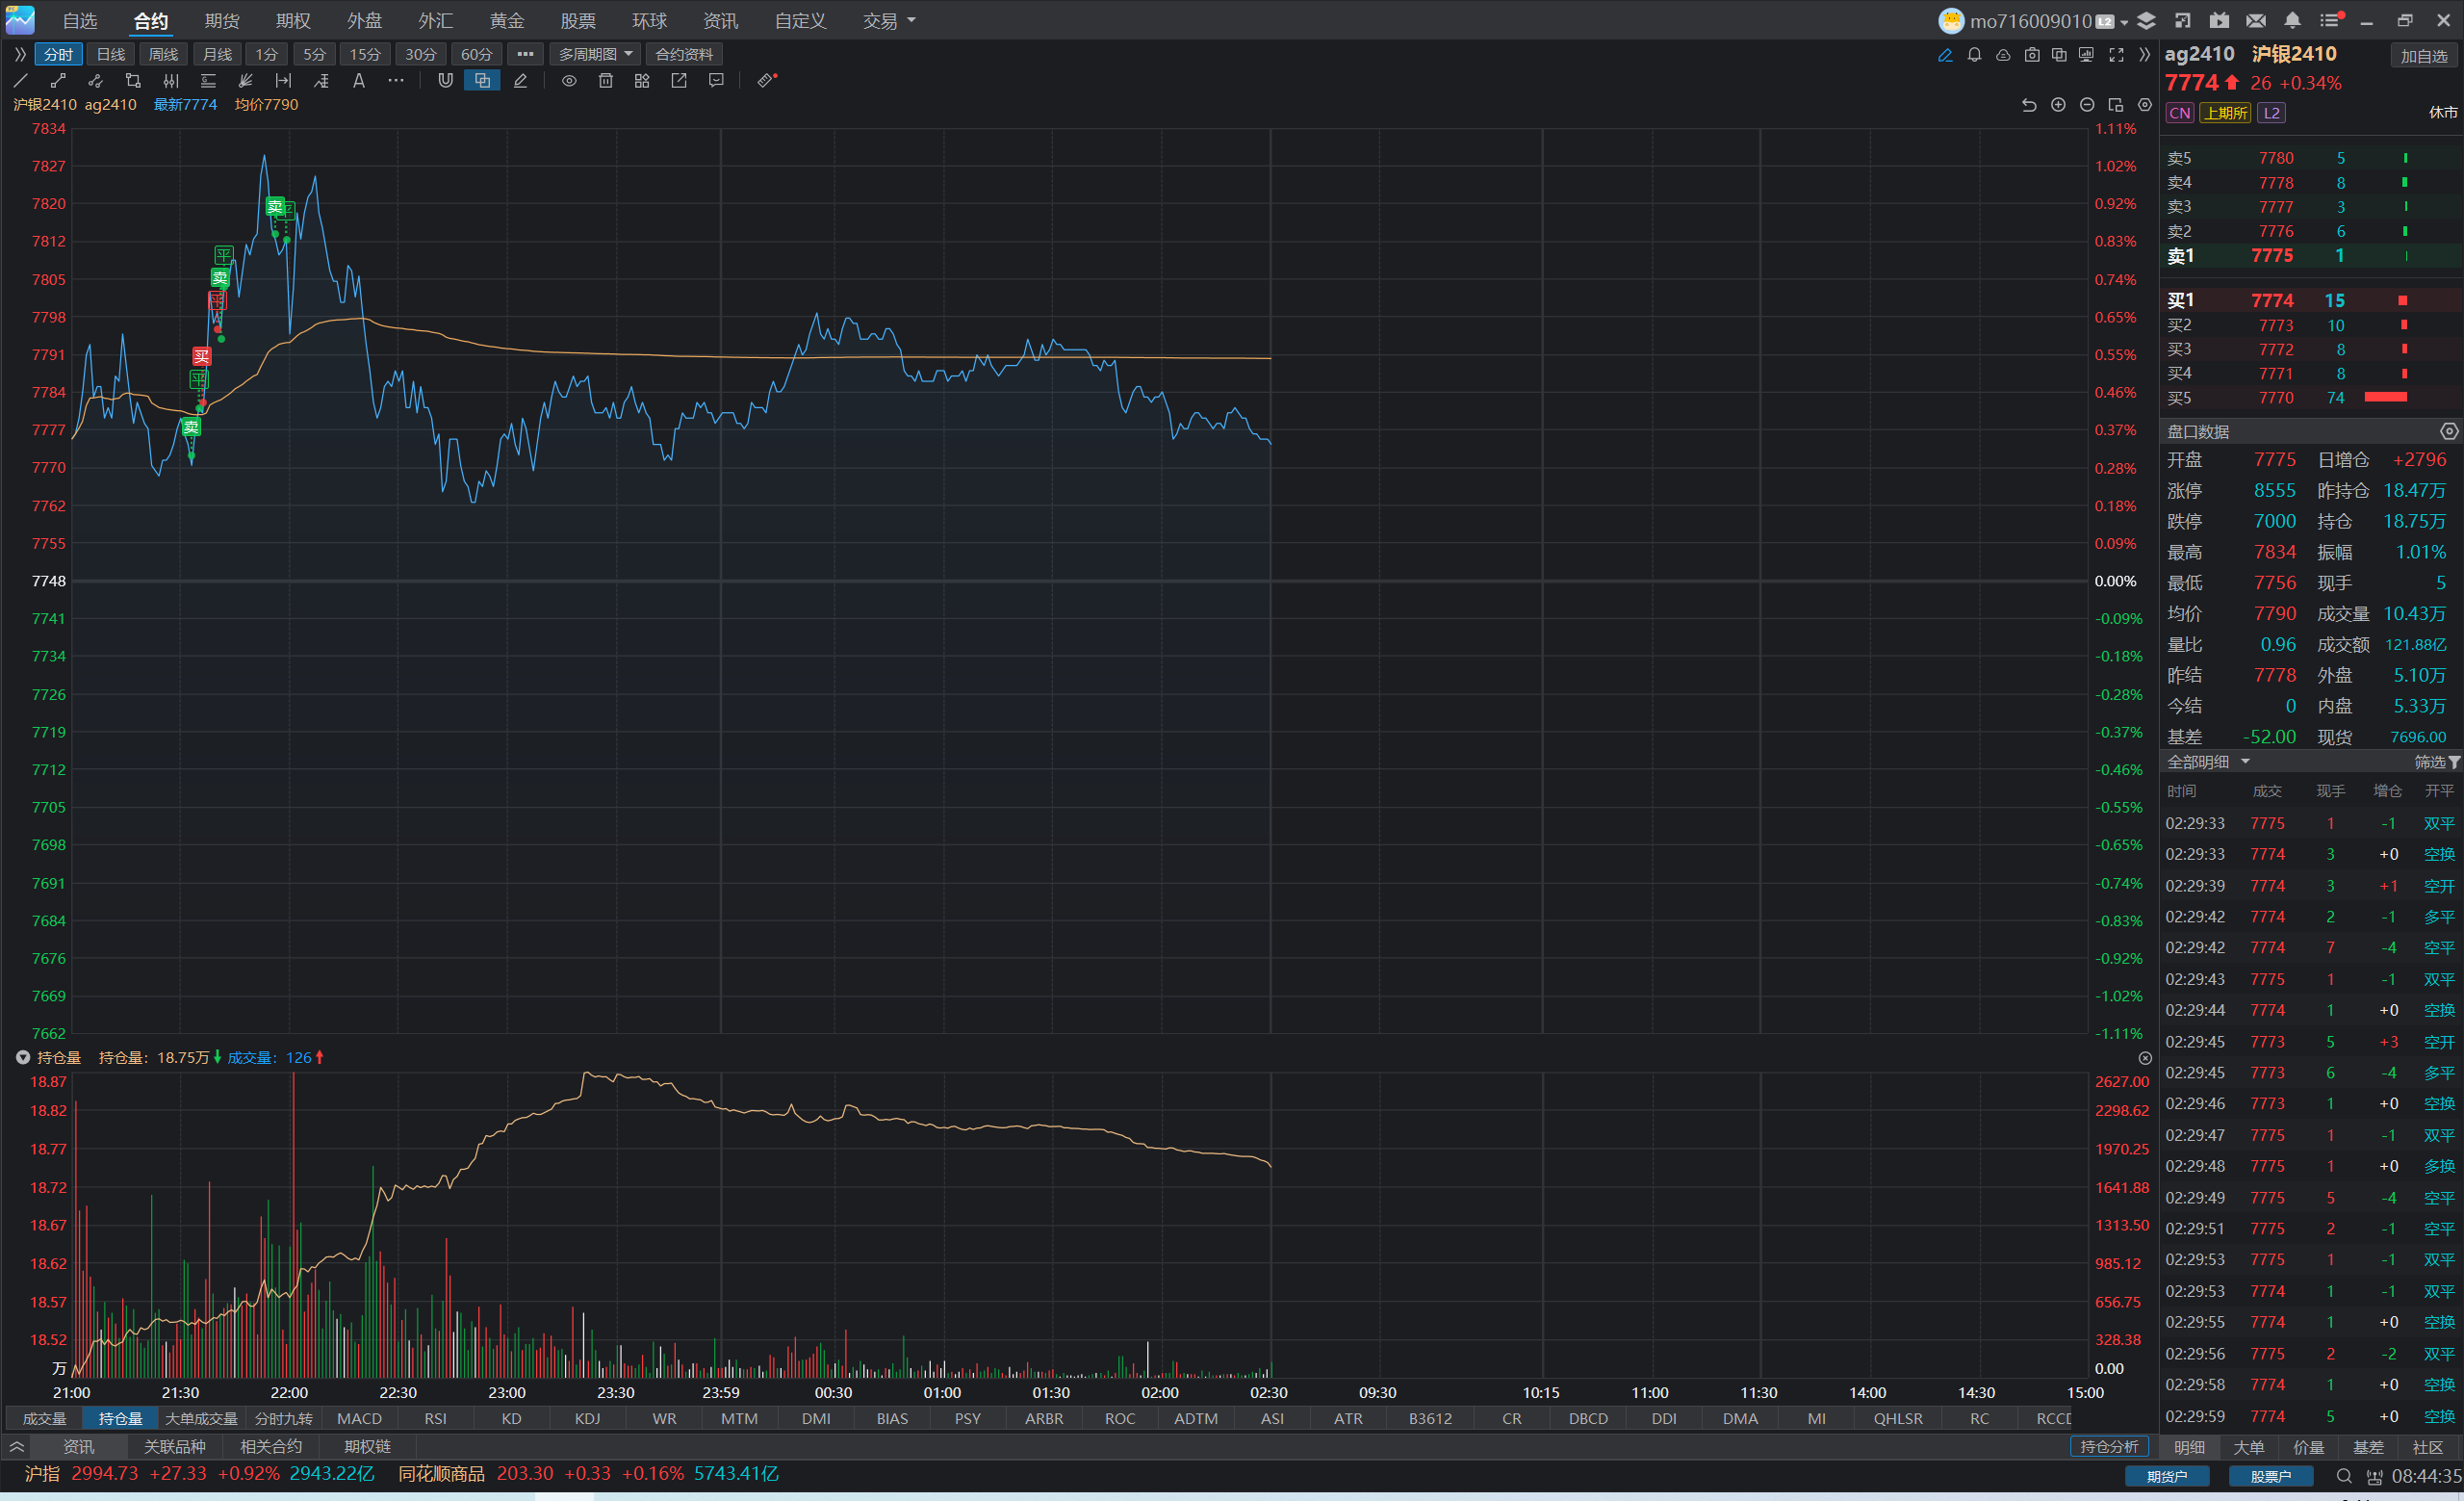 自选 合约 期货 期权 外盘 外汇 黄金 股票 环球 资讯 自定义 交易 mo716009010 L2
分时 日线 周线 月线 1分 5分 15分 30分 60分 ••• 多周期图 合约资料
沪银2410 ag2410 最新7774 均价7790
7834 1.11%
7827 1.02%
7820 0.92%
7812 0.83%
7805 0.74%
7798 0.65%
7791 0.55%
7784 0.46%
7777 0.37%
7770 0.28%
7762 0.18%
7755 0.09%
7748 0.00%
7741 -0.09%
7734 -0.18%
7726 -0.28%
7719 -0.37%
7712 -0.46%
7705 -0.55%
7698 -0.65%
7691 -0.74%
7684 -0.83%
7676 -0.92%
7669 -1.02%
7662 -1.11%
卖 平
平
卖
平
买
平
卖
持仓量 持仓量：18.75万 成交量：126
18.87 2627.00
18.82 2298.62
18.77 1970.25
18.72 1641.88
18.67 1313.50
18.62 985.12
18.57 656.75
18.52 328.38
万 0.00
21:00 21:30 22:00 22:30 23:00 23:30 23:59 00:30 01:00 01:30 02:00 02:30 09:30 10:15 11:00 11:30 14:00 14:30 15:00
成交量 持仓量 大单成交量 分时九转 MACD RSI KD KDJ WR MTM DMI BIAS PSY ARBR ROC ADTM ASI ATR B3612 CR DBCD DDI DMA MI QHLSR RC RCCD
资讯 关联品种 相关合约 期权链 持仓分析
ag2410 沪银2410 加自选
7774 26 +0.34%
CN 上期所 L2 休市
卖5 7780 5
卖4 7778 8
卖3 7777 3
卖2 7776 6
卖1 7775 1
买1 7774 15
买2 7773 10
买3 7772 8
买4 7771 8
买5 7770 74
盘口数据
开盘 7775 日增仓 +2796
涨停 8555 昨持仓 18.47万
跌停 7000 持仓 18.75万
最高 7834 振幅 1.01%
最低 7756 现手 5
均价 7790 成交量 10.43万
量比 0.96 成交额 121.88亿
昨结 7778 外盘 5.10万
今结 0 内盘 5.33万
基差 -52.00 现货 7696.00
全部明细 筛选
时间 成交 现手 增仓 开平
02:29:33 7775 1 -1 双平
02:29:33 7774 3 +0 空换
02:29:39 7774 3 +1 空开
02:29:42 7774 2 -1 多平
02:29:42 7774 7 -4 空平
02:29:43 7775 1 -1 双平
02:29:44 7774 1 +0 空换
02:29:45 7773 5 +3 空开
02:29:45 7773 6 -4 多平
02:29:46 7773 1 +0 空换
02:29:47 7775 1 -1 双平
02:29:48 7775 1 +0 多换
02:29:49 7775 5 -4 空平
02:29:51 7775 2 -1 空平
02:29:53 7775 1 -1 双平
02:29:53 7774 1 -1 双平
02:29:55 7774 1 +0 空换
02:29:56 7775 2 -2 双平
02:29:58 7774 1 +0 空换
02:29:59 7774 5 +0 空换
明细 大单 价量 基差 社区
沪指 2994.73 +27.33 +0.92% 2943.22亿 同花顺商品 203.30 +0.33 +0.16% 5743.41亿 期货户 股票户 08:44:35